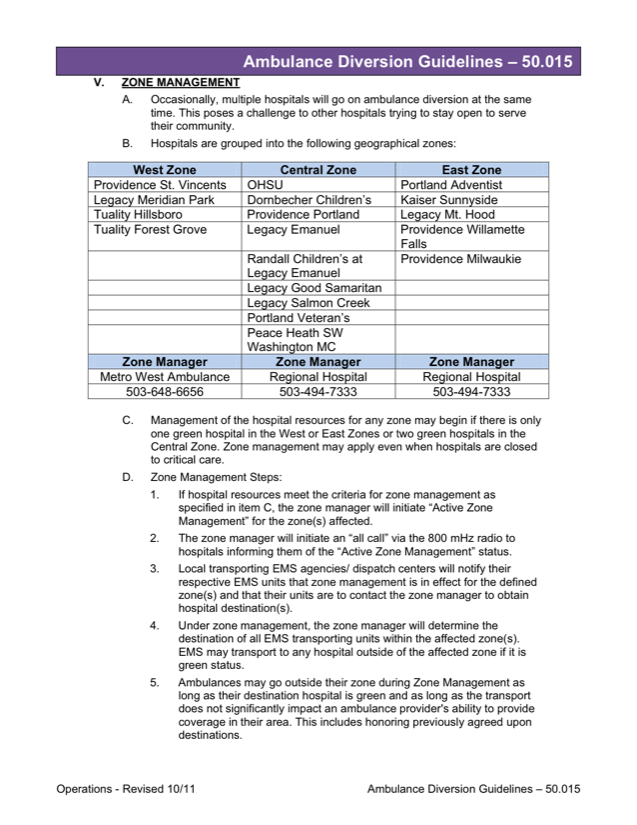 Ambulance Diversion Guidelines – 50.015
V. ZONE MANAGEMENT
A. Occasionally, multiple hospitals will go on ambulance diversion at the same
time. This poses a challenge to other hospitals trying to stay open to serve
their community.
B. Hospitals are grouped into the following geographical zones:
West Zone Central Zone East Zone
Providence St. Vincents OHSU Portland Adventist
Legacy Meridian Park Dornbecher Children's Kaiser Sunnyside
Tuality Hillsboro Providence Portland Legacy Mt. Hood
Tuality Forest Grove Legacy Emanuel Providence Willamette
Falls
Randall Children's at Providence Milwaukie
Legacy Emanuel
Legacy Good Samaritan
Legacy Salmon Creek
Portland Veteran's
Peace Heath SW
Washington MC
Zone Manager Zone Manager Zone Manager
Metro West Ambulance Regional Hospital Regional Hospital
503-648-6656 503-494-7333 503-494-7333
C. Management of the hospital resources for any zone may begin if there is only
one green hospital in the West or East Zones or two green hospitals in the
Central Zone. Zone management may apply even when hospitals are closed
to critical care.
D. Zone Management Steps:
1. If hospital resources meet the criteria for zone management as
specified in item C, the zone manager will initiate “Active Zone
Management” for the zone(s) affected.
2. The zone manager will initiate an “all call” via the 800 mHz radio to
hospitals informing them of the “Active Zone Management” status.
3. Local transporting EMS agencies/ dispatch centers will notify their
respective EMS units that zone management is in effect for the defined
zone(s) and that their units are to contact the zone manager to obtain
hospital destination(s).
4. Under zone management, the zone manager will determine the
destination of all EMS transporting units within the affected zone(s).
EMS may transport to any hospital outside of the affected zone if it is
green status.
5. Ambulances may go outside their zone during Zone Management as
long as their destination hospital is green and as long as the transport
does not significantly impact an ambulance provider's ability to provide
coverage in their area. This includes honoring previously agreed upon
destinations.
Operations - Revised 10/11 Ambulance Diversion Guidelines – 50.015